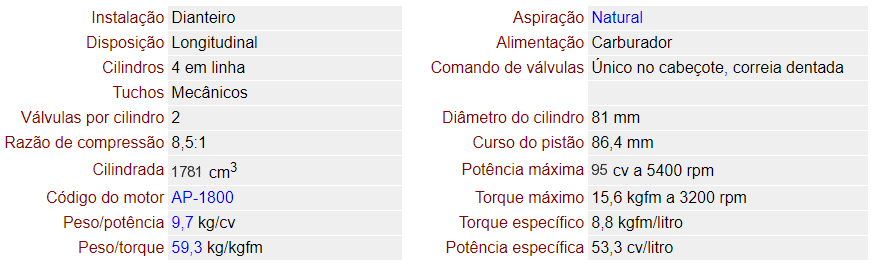 Instalação Dianteiro
Aspiração Natural
Disposição Longitudinal
Alimentação Carburador
Cilindros 4 em linha
Comando de válvulas Único no cabeçote, correia dentada
Tuchos Mecânicos
Válvulas por cilindro 2
Diâmetro do cilindro 81 mm
Razão de compressão 8,5:1
Curso do pistão 86,4 mm
Cilindrada 1781 cm³
Potência máxima 95 cv a 5400 rpm
Código do motor AP-1800
Torque máximo 15,6 kgfm a 3200 rpm
Peso/potência 9,7 kg/cv
Torque específico 8,8 kgfm/litro
Peso/torque 59,3 kg/kgfm
Potência específica 53,3 cv/litro